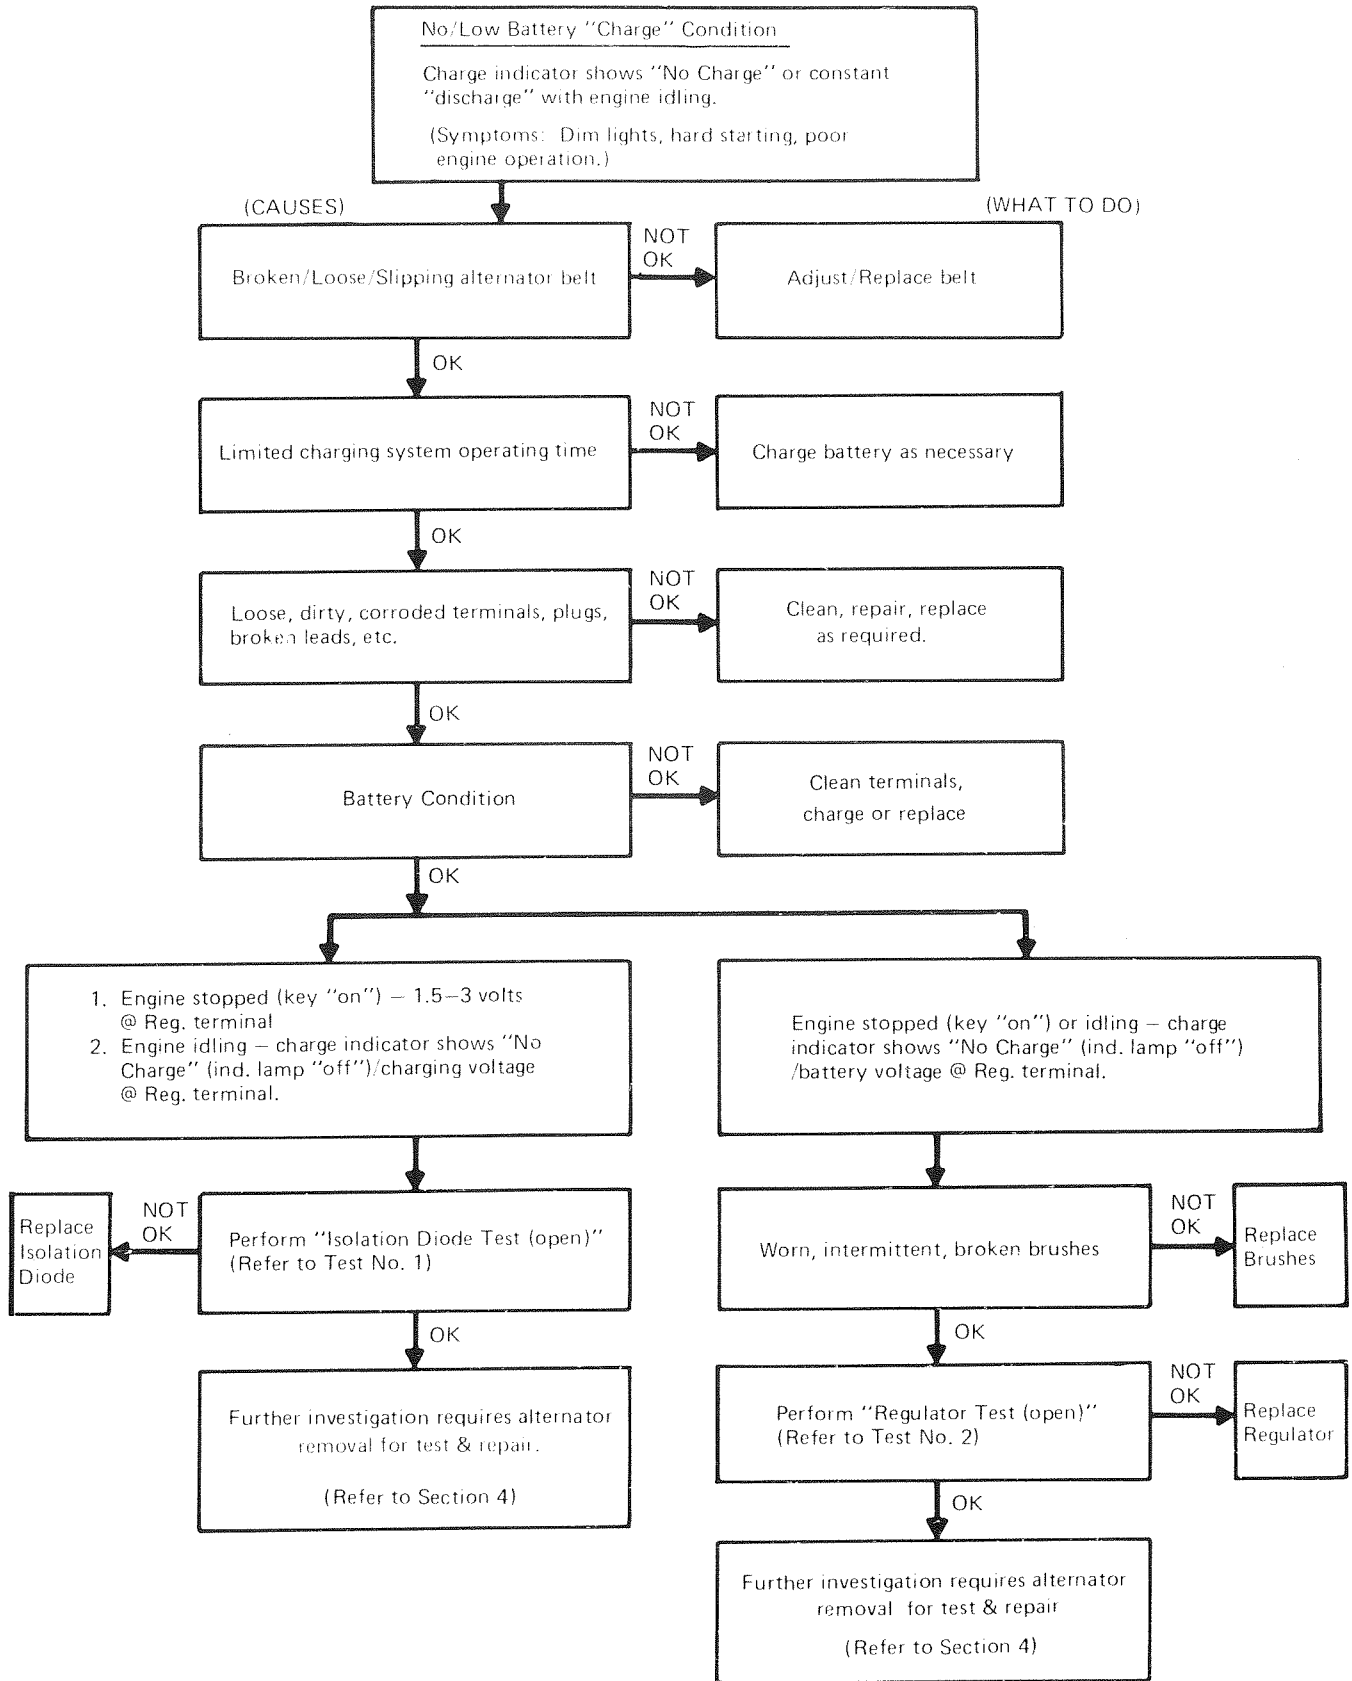 No/Low Battery "Charge" Condition
Charge indicator shows "No Charge" or constant
"discharge" with engine idling.
(Symptoms: Dim lights, hard starting, poor
engine operation.)
(CAUSES)
(WHAT TO DO)
Broken/Loose/Slipping alternator belt
NOT
OK
Adjust/Replace belt
OK
Limited charging system operating time
NOT
OK
Charge battery as necessary
OK
Loose, dirty, corroded terminals, plugs,
broken leads, etc.
NOT
OK
Clean, repair, replace
as required.
OK
Battery Condition
NOT
OK
Clean terminals,
charge or replace
OK
1. Engine stopped (key "on") – 1.5–3 volts
@ Reg. terminal
2. Engine idling – charge indicator shows "No
Charge" (ind. lamp "off")/charging voltage
@ Reg. terminal.
Engine stopped (key "on") or idling – charge
indicator shows "No Charge" (ind. lamp "off")
/battery voltage @ Reg. terminal.
Replace
Isolation
Diode
NOT
OK
Perform "Isolation Diode Test (open)"
(Refer to Test No. 1)
Worn, intermittent, broken brushes
NOT
OK
Replace
Brushes
OK
OK
Further investigation requires alternator
removal for test & repair.
(Refer to Section 4)
Perform "Regulator Test (open)"
(Refer to Test No. 2)
NOT
OK
Replace
Regulator
OK
Further investigation requires alternator
removal for test & repair
(Refer to Section 4)